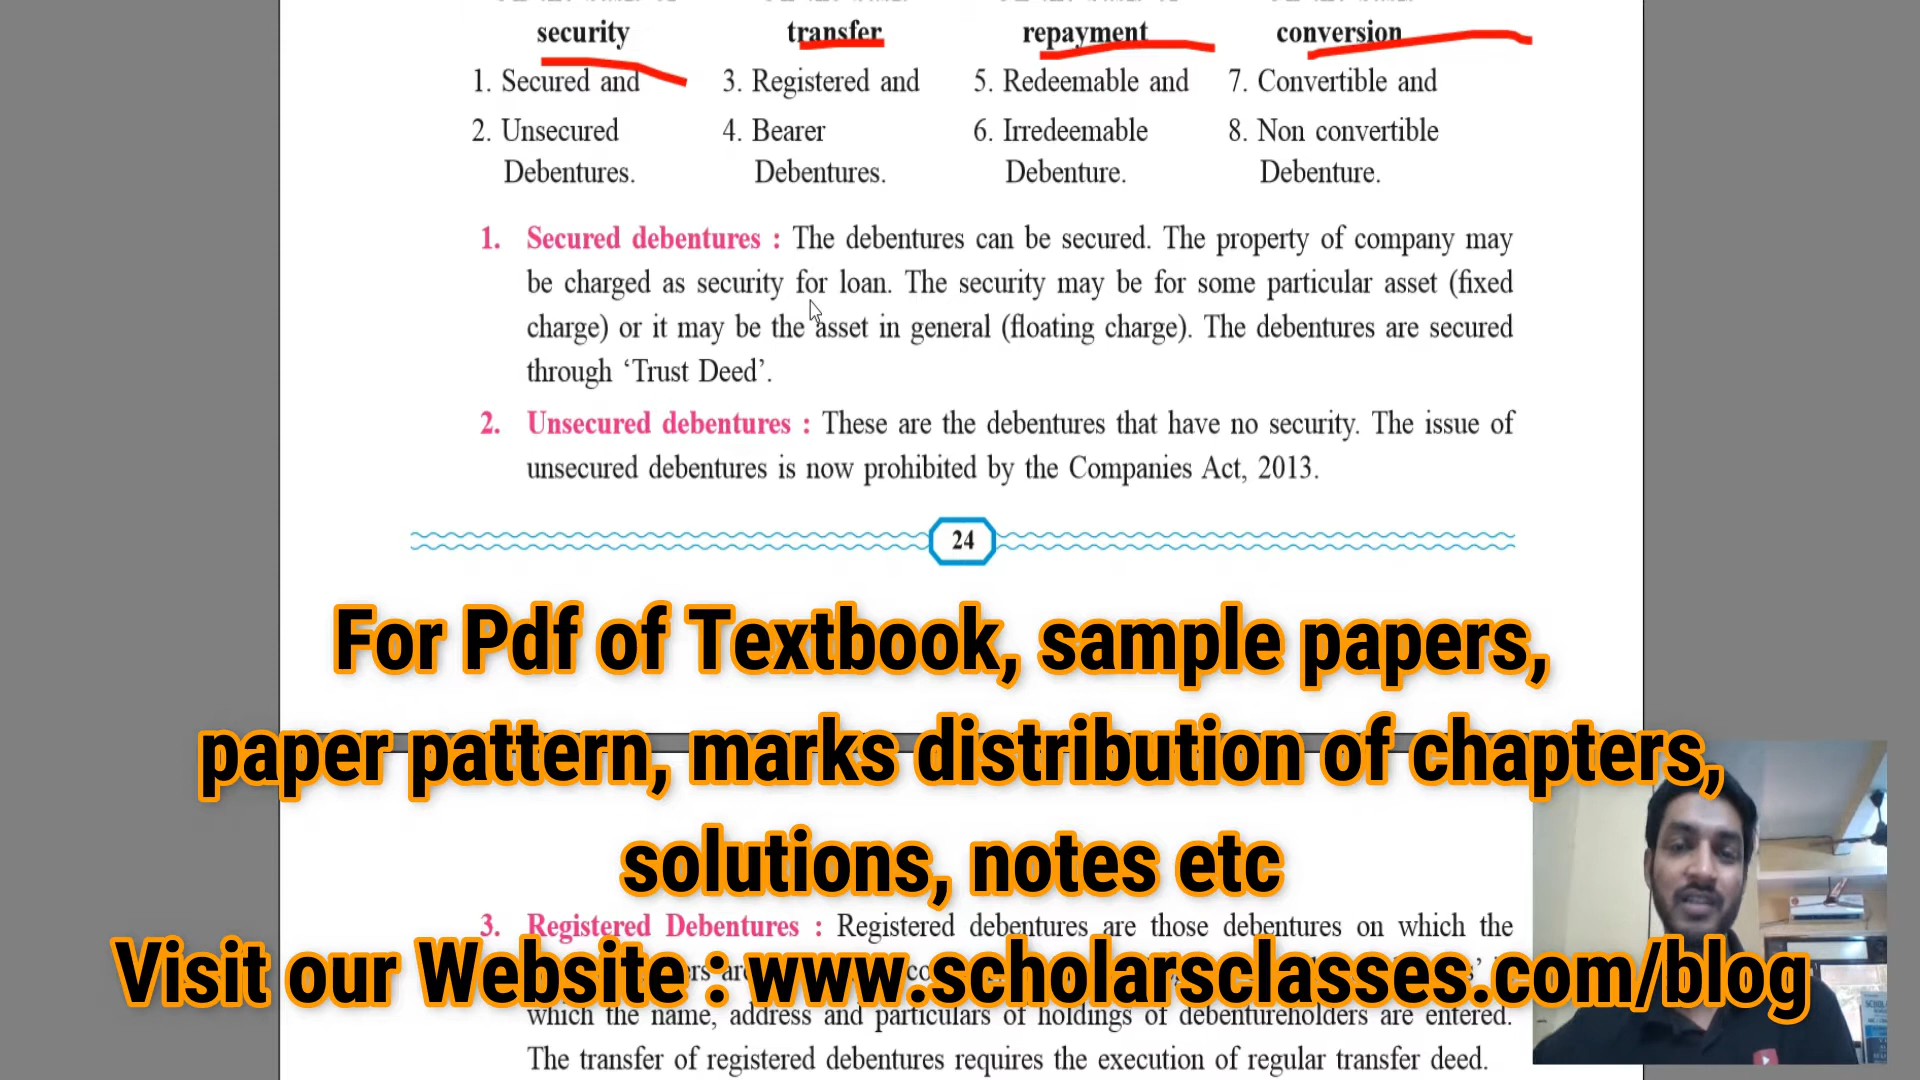 security transfer repayment conversion
1. Secured and 3. Registered and 5. Redeemable and 7. Convertible and
2. Unsecured 4. Bearer 6. Irredeemable 8. Non convertible
Debentures. Debentures. Debenture. Debenture.
1. Secured debentures : The debentures can be secured. The property of company may
be charged as security for loan. The security may be for some particular asset (fixed
charge) or it may be the asset in general (floating charge). The debentures are secured
through ‘Trust Deed’.
2. Unsecured debentures : These are the debentures that have no security. The issue of
unsecured debentures is now prohibited by the Companies Act, 2013.
24
For Pdf of Textbook, sample papers,
paper pattern, marks distribution of chapters,
solutions, notes etc
3. Registered Debentures : Registered debentures are those debentures on which the
Visit our Website : www.scholarsclasses.com/blog
which the name, address and particulars of holdings of debentureholders are entered.
The transfer of registered debentures requires the execution of regular transfer deed.